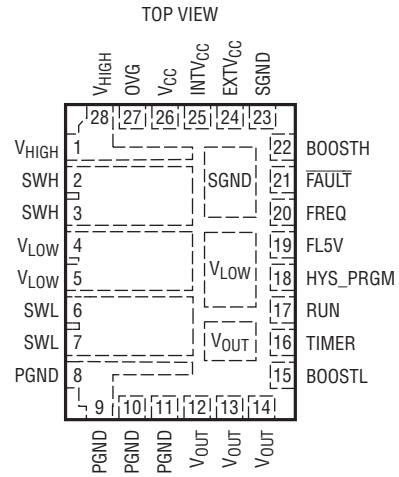 TOP VIEW
VHIGH OVG VCC INTVCC EXTVCC SGND
28 27 26 25 24 23
VHIGH 1 22 BOOSTH
SWH 2 SGND 21 FAULT
SWH 3 20 FREQ
VLOW 4 19 FL5V
VLOW 5 VLOW 18 HYS_PRGM
SWL 6 17 RUN
SWL 7 VOUT 16 TIMER
PGND 8 15 BOOSTL
9 10 11 12 13 14
PGND PGND PGND VOUT VOUT VOUT